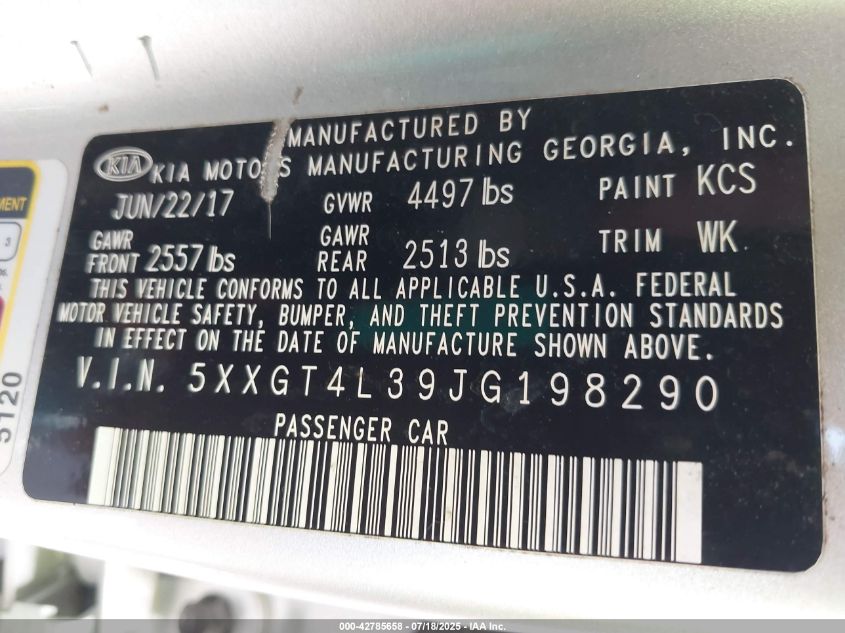 MANUFACTURED BY
KIA KIA MOTORS MANUFACTURING GEORGIA, INC.
JUN/22/17 GVWR 4497 lbs PAINT KCS
GAWR FRONT 2557 lbs GAWR REAR 2513 lbs TRIM WK
THIS VEHICLE CONFORMS TO ALL APPLICABLE U.S.A. FEDERAL
MOTOR VEHICLE SAFETY, BUMPER, AND THEFT PREVENTION STANDARDS
IN EFFECT ON THE DATE OF MANUFACTURE SHOWN ABOVE.
V.I.N. 5XXGT4L39JG198290
PASSENGER CAR
MENT
3
5120
000-42785658 - 07/18/2025 - IAA Inc.